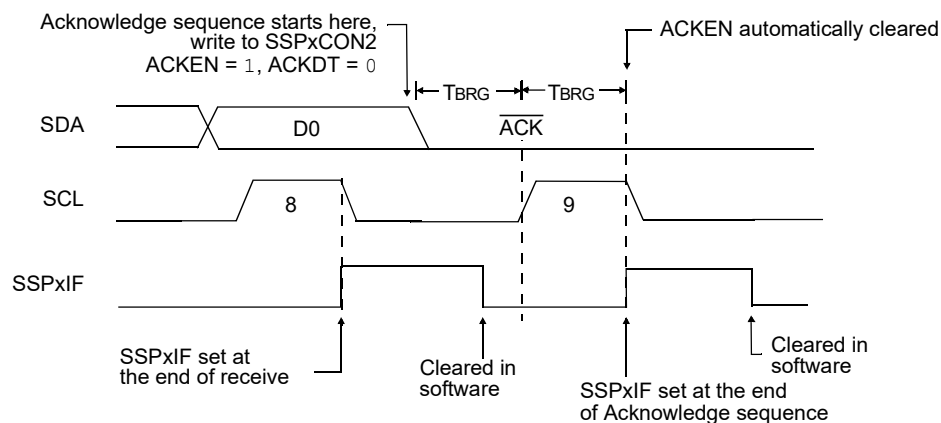 Acknowledge sequence starts here,
write to SSPxCON2
ACKEN = 1, ACKDT = 0
ACKEN automatically cleared
TBRG
TBRG
SDA
D0
ACK
SCL
8
9
SSPxIF
SSPxIF set at
the end of receive
Cleared in
software
SSPxIF set at the end
of Acknowledge sequence
Cleared in
software